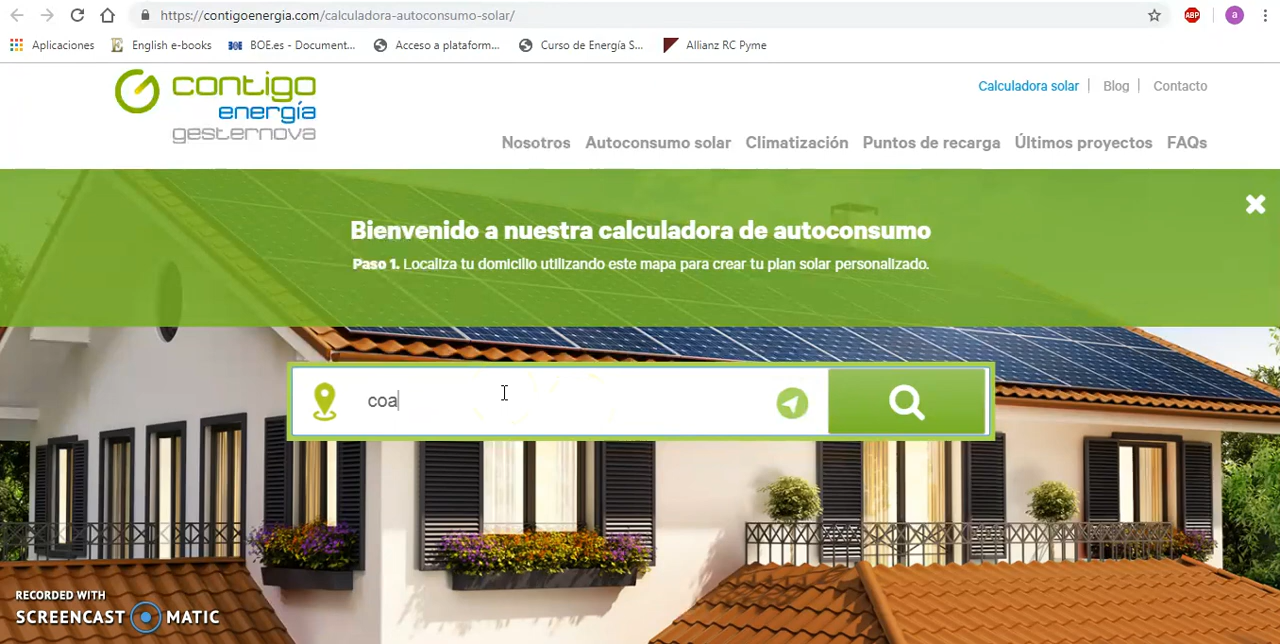 https://contigoenergia.com/calculadora-autoconsumo-solar/
ABP
a
Aplicaciones
English e-books
BOE.es - Document...
Acceso a plataform...
Curso de Energía S...
Allianz RC Pyme
contigo
energía
gesternova
Calculadora solar
Blog
Contacto
Nosotros
Autoconsumo solar
Climatización
Puntos de recarga
Últimos proyectos
FAQs
Bienvenido a nuestra calculadora de autoconsumo
Paso 1. Localiza tu domicilio utilizando este mapa para crear tu plan solar personalizado.
coa
RECORDED WITH
SCREENCAST MATIC